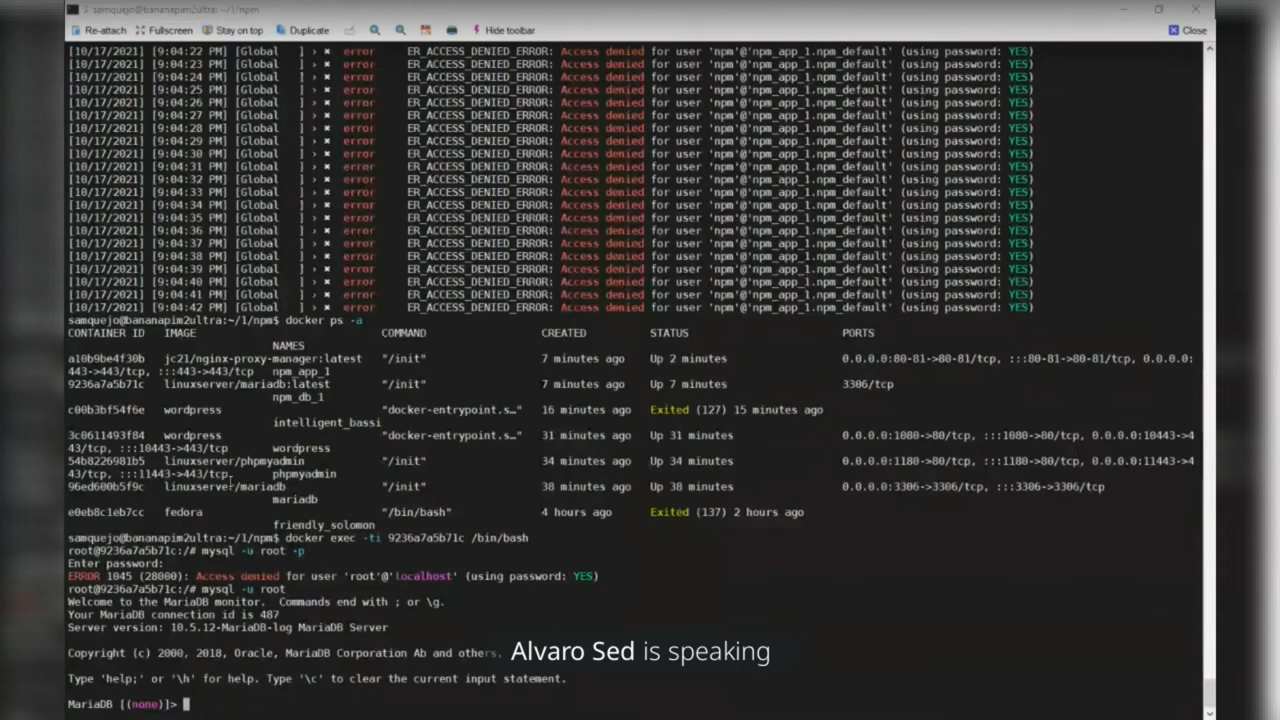 3. samquejo@bananapim2ultra:~/1/npm
Re-attach Fullscreen Stay on top Duplicate Hide toolbar Close
[10/17/2021] [9:04:22 PM] [Global ] › ✖ error ER_ACCESS_DENIED_ERROR: Access denied for user 'npm'@'npm_app_1.npm_default' (using password: YES)
[10/17/2021] [9:04:23 PM] [Global ] › ✖ error ER_ACCESS_DENIED_ERROR: Access denied for user 'npm'@'npm_app_1.npm_default' (using password: YES)
[10/17/2021] [9:04:24 PM] [Global ] › ✖ error ER_ACCESS_DENIED_ERROR: Access denied for user 'npm'@'npm_app_1.npm_default' (using password: YES)
[10/17/2021] [9:04:25 PM] [Global ] › ✖ error ER_ACCESS_DENIED_ERROR: Access denied for user 'npm'@'npm_app_1.npm_default' (using password: YES)
[10/17/2021] [9:04:26 PM] [Global ] › ✖ error ER_ACCESS_DENIED_ERROR: Access denied for user 'npm'@'npm_app_1.npm_default' (using password: YES)
[10/17/2021] [9:04:27 PM] [Global ] › ✖ error ER_ACCESS_DENIED_ERROR: Access denied for user 'npm'@'npm_app_1.npm_default' (using password: YES)
[10/17/2021] [9:04:28 PM] [Global ] › ✖ error ER_ACCESS_DENIED_ERROR: Access denied for user 'npm'@'npm_app_1.npm_default' (using password: YES)
[10/17/2021] [9:04:29 PM] [Global ] › ✖ error ER_ACCESS_DENIED_ERROR: Access denied for user 'npm'@'npm_app_1.npm_default' (using password: YES)
[10/17/2021] [9:04:30 PM] [Global ] › ✖ error ER_ACCESS_DENIED_ERROR: Access denied for user 'npm'@'npm_app_1.npm_default' (using password: YES)
[10/17/2021] [9:04:31 PM] [Global ] › ✖ error ER_ACCESS_DENIED_ERROR: Access denied for user 'npm'@'npm_app_1.npm_default' (using password: YES)
[10/17/2021] [9:04:32 PM] [Global ] › ✖ error ER_ACCESS_DENIED_ERROR: Access denied for user 'npm'@'npm_app_1.npm_default' (using password: YES)
[10/17/2021] [9:04:33 PM] [Global ] › ✖ error ER_ACCESS_DENIED_ERROR: Access denied for user 'npm'@'npm_app_1.npm_default' (using password: YES)
[10/17/2021] [9:04:34 PM] [Global ] › ✖ error ER_ACCESS_DENIED_ERROR: Access denied for user 'npm'@'npm_app_1.npm_default' (using password: YES)
[10/17/2021] [9:04:35 PM] [Global ] › ✖ error ER_ACCESS_DENIED_ERROR: Access denied for user 'npm'@'npm_app_1.npm_default' (using password: YES)
[10/17/2021] [9:04:36 PM] [Global ] › ✖ error ER_ACCESS_DENIED_ERROR: Access denied for user 'npm'@'npm_app_1.npm_default' (using password: YES)
[10/17/2021] [9:04:37 PM] [Global ] › ✖ error ER_ACCESS_DENIED_ERROR: Access denied for user 'npm'@'npm_app_1.npm_default' (using password: YES)
[10/17/2021] [9:04:38 PM] [Global ] › ✖ error ER_ACCESS_DENIED_ERROR: Access denied for user 'npm'@'npm_app_1.npm_default' (using password: YES)
[10/17/2021] [9:04:39 PM] [Global ] › ✖ error ER_ACCESS_DENIED_ERROR: Access denied for user 'npm'@'npm_app_1.npm_default' (using password: YES)
[10/17/2021] [9:04:40 PM] [Global ] › ✖ error ER_ACCESS_DENIED_ERROR: Access denied for user 'npm'@'npm_app_1.npm_default' (using password: YES)
[10/17/2021] [9:04:41 PM] [Global ] › ✖ error ER_ACCESS_DENIED_ERROR: Access denied for user 'npm'@'npm_app_1.npm_default' (using password: YES)
[10/17/2021] [9:04:42 PM] [Global ] › ✖ error ER_ACCESS_DENIED_ERROR: Access denied for user 'npm'@'npm_app_1.npm_default' (using password: YES)
samquejo@bananapim2ultra:~/1/npm$ docker ps -a
CONTAINER ID IMAGE COMMAND CREATED STATUS PORTS
NAMES
a10b9be4f30b jc21/nginx-proxy-manager:latest "/init" 7 minutes ago Up 2 minutes 0.0.0.0:80-81->80-81/tcp, :::80-81->80-81/tcp, 0.0.0.0:
443->443/tcp, :::443->443/tcp npm_app_1
9236a7a5b71c linuxserver/mariadb:latest "/init" 7 minutes ago Up 7 minutes 3306/tcp
npm_db_1
c00b3bf54f6e wordpress "docker-entrypoint.s…" 16 minutes ago Exited (127) 15 minutes ago
intelligent_bassi
3c0611493f84 wordpress "docker-entrypoint.s…" 31 minutes ago Up 31 minutes 0.0.0.0:1080->80/tcp, :::1080->80/tcp, 0.0.0.0:10443->4
43/tcp, :::10443->443/tcp wordpress
54b8226981b5 linuxserver/phpmyadmin "/init" 34 minutes ago Up 34 minutes 0.0.0.0:1180->80/tcp, :::1180->80/tcp, 0.0.0.0:11443->4
43/tcp, :::11443->443/tcp, phpmyadmin
96ed600b5f9c linuxserver/mariadb "/init" 38 minutes ago Up 38 minutes 0.0.0.0:3306->3306/tcp, :::3306->3306/tcp
mariadb
e0eb8c1eb7cc fedora "/bin/bash" 4 hours ago Exited (137) 2 hours ago
friendly_solomon
samquejo@bananapim2ultra:~/1/npm$ docker exec -ti 9236a7a5b71c /bin/bash
root@9236a7a5b71c:/# mysql -u root -p
Enter password:
ERROR 1045 (28000): Access denied for user 'root'@'localhost' (using password: YES)
root@9236a7a5b71c:/# mysql -u root
Welcome to the MariaDB monitor. Commands end with ; or \g.
Your MariaDB connection id is 487
Server version: 10.5.12-MariaDB-log MariaDB Server
Copyright (c) 2000, 2018, Oracle, MariaDB Corporation Ab and others.
Alvaro Sed is speaking
Type 'help;' or '\h' for help. Type '\c' to clear the current input statement.
MariaDB [(none)]>